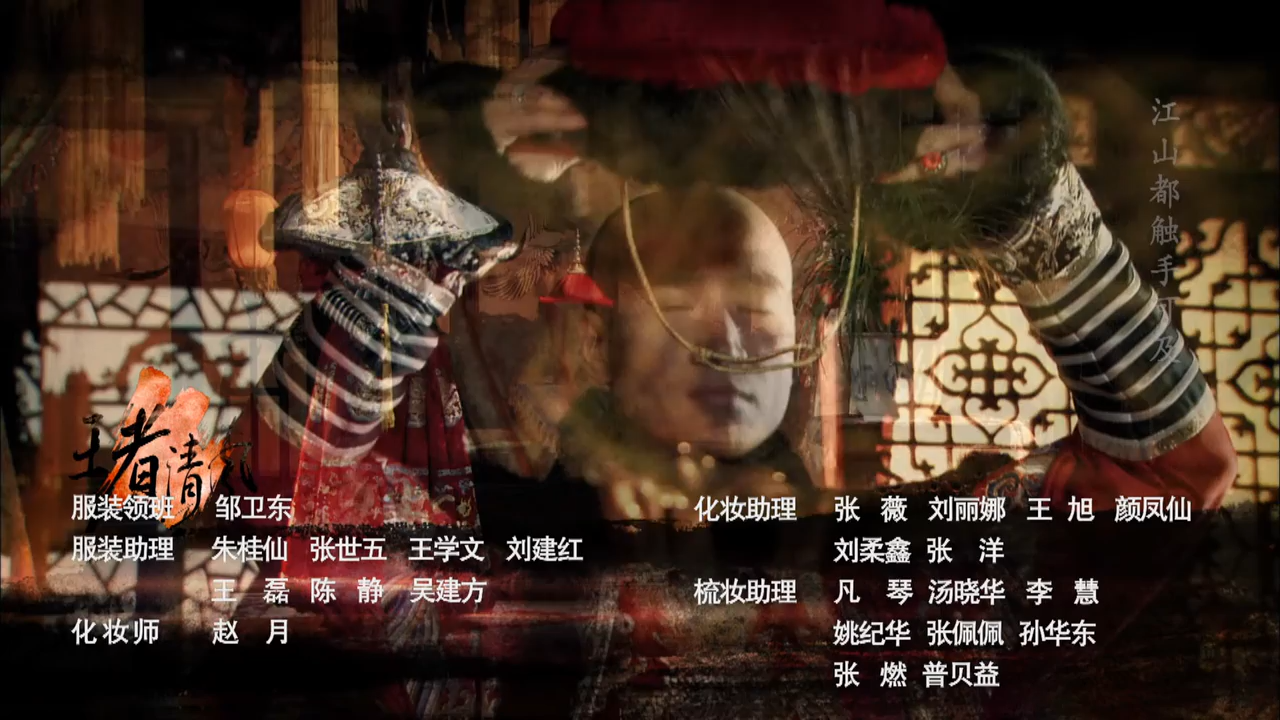 江山都触手可及
王者清风
服装领班 邹卫东
服装助理 朱桂仙 张世五 王学文 刘建红
王 磊 陈 静 吴建方
化妆师 赵 月
化妆助理 张 薇 刘丽娜 王 旭 颜凤仙
刘柔鑫 张 洋
梳妆助理 凡 琴 汤晓华 李 慧
姚纪华 张佩佩 孙华东
张 燃 普贝益